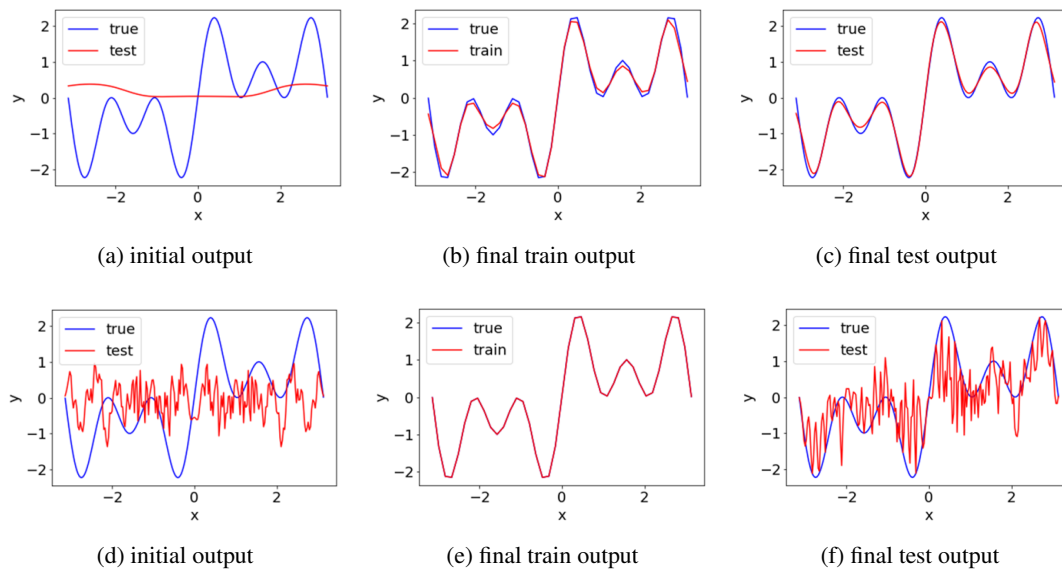 2
1
0
−1
−2
y
true
test
−2
0
2
x
(a) initial output
2
1
0
−1
−2
y
true
train
−2
0
2
x
(b) final train output
2
1
0
−1
−2
y
true
test
−2
0
2
x
(c) final test output
2
1
0
−1
−2
y
true
test
−2
0
2
x
(d) initial output
2
1
0
−1
−2
y
true
train
−2
0
2
x
(e) final train output
2
1
0
−1
−2
y
true
test
−2
0
2
x
(f) final test output